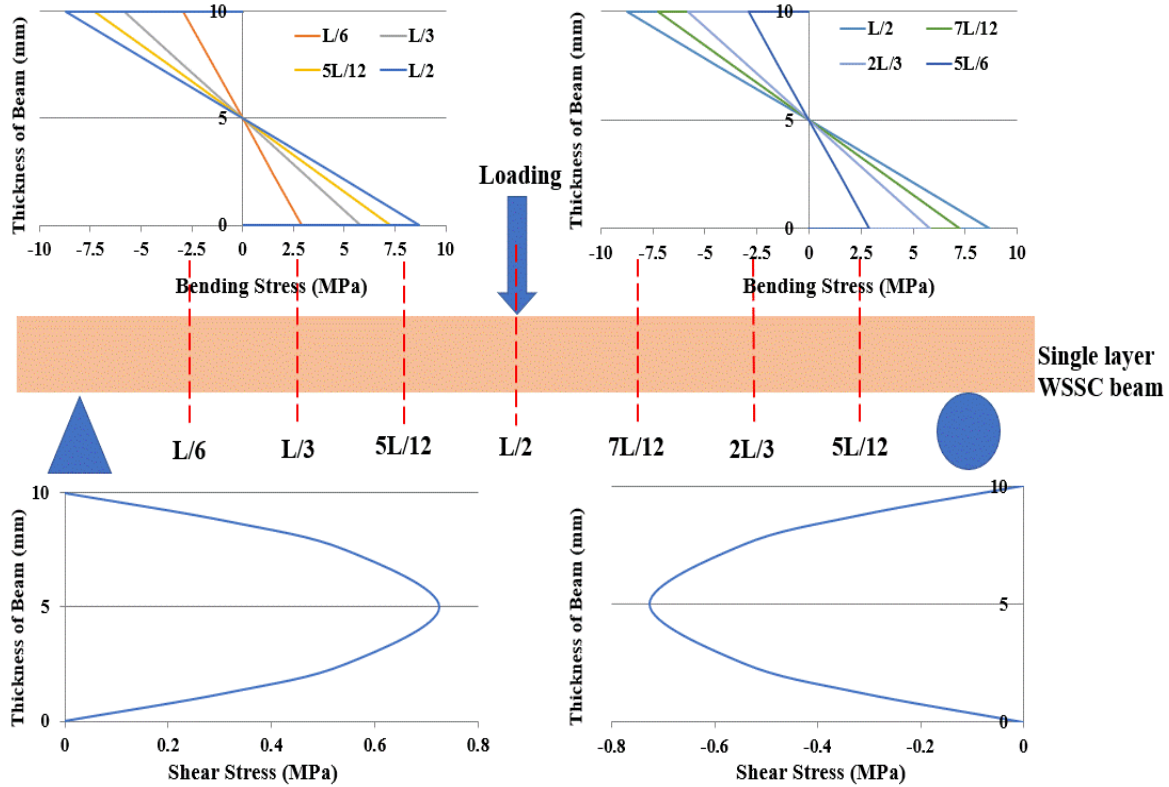 Thickness of Beam (mm)
10
5
0
L/6
L/3
5L/12
L/2
-10
-7.5
-5
-2.5
0
2.5
5
7.5
10
Bending Stress (MPa)
Loading
Thickness of Beam (mm)
10
5
0
L/2
7L/12
2L/3
5L/6
-10
-7.5
-5
-2.5
0
2.5
5
7.5
10
Bending Stress (MPa)
Single layer
WSSC beam
L/6
L/3
5L/12
L/2
7L/12
2L/3
5L/12
Thickness of Beam (mm)
10
5
0
0
0.2
0.4
0.6
0.8
Shear Stress (MPa)
Thickness of Beam (mm)
10
5
0
-0.8
-0.6
-0.4
-0.2
0
Shear Stress (MPa)